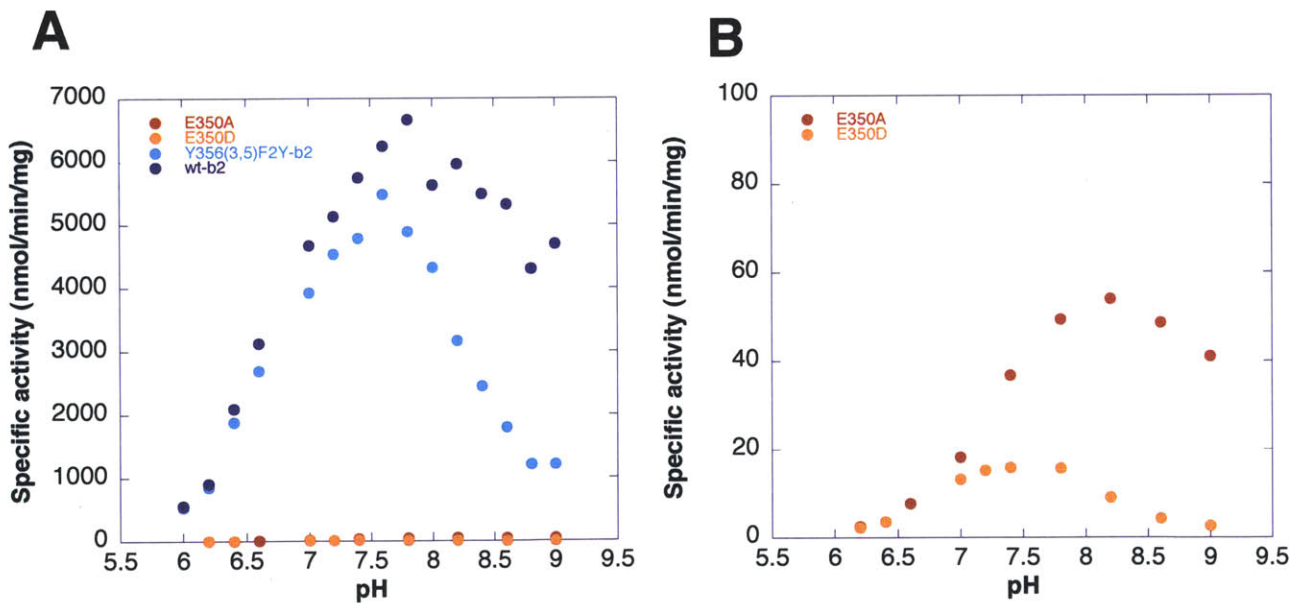 A
Specific activity (nmol/min/mg)
7000
6000
5000
4000
3000
2000
1000
0
E350A
E350D
Y356(3,5)F2Y-b2
wt-b2
5.5 6 6.5 7 7.5 8 8.5 9 9.5
pH
B
Specific activity (nmol/min/mg)
100
80
60
40
20
0
E350A
E350D
5.5 6 6.5 7 7.5 8 8.5 9 9.5
pH